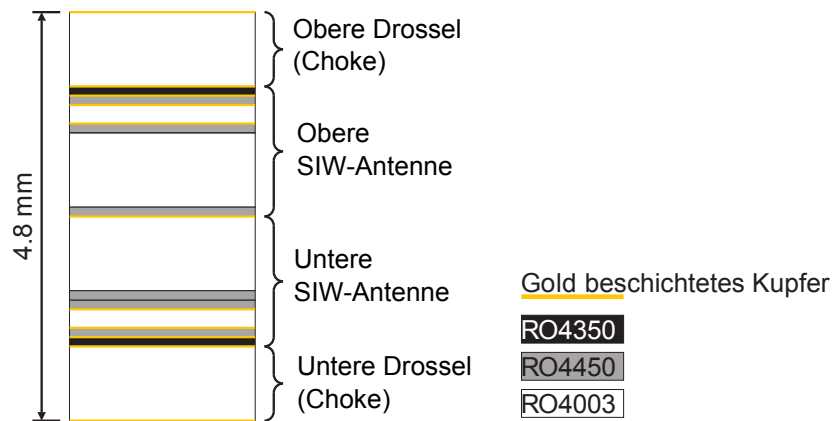 4.8 mm
Obere Drossel
(Choke)
Obere
SIW-Antenne
Untere
SIW-Antenne
Untere Drossel
(Choke)
Gold beschichtetes Kupfer
RO4350
RO4450
RO4003